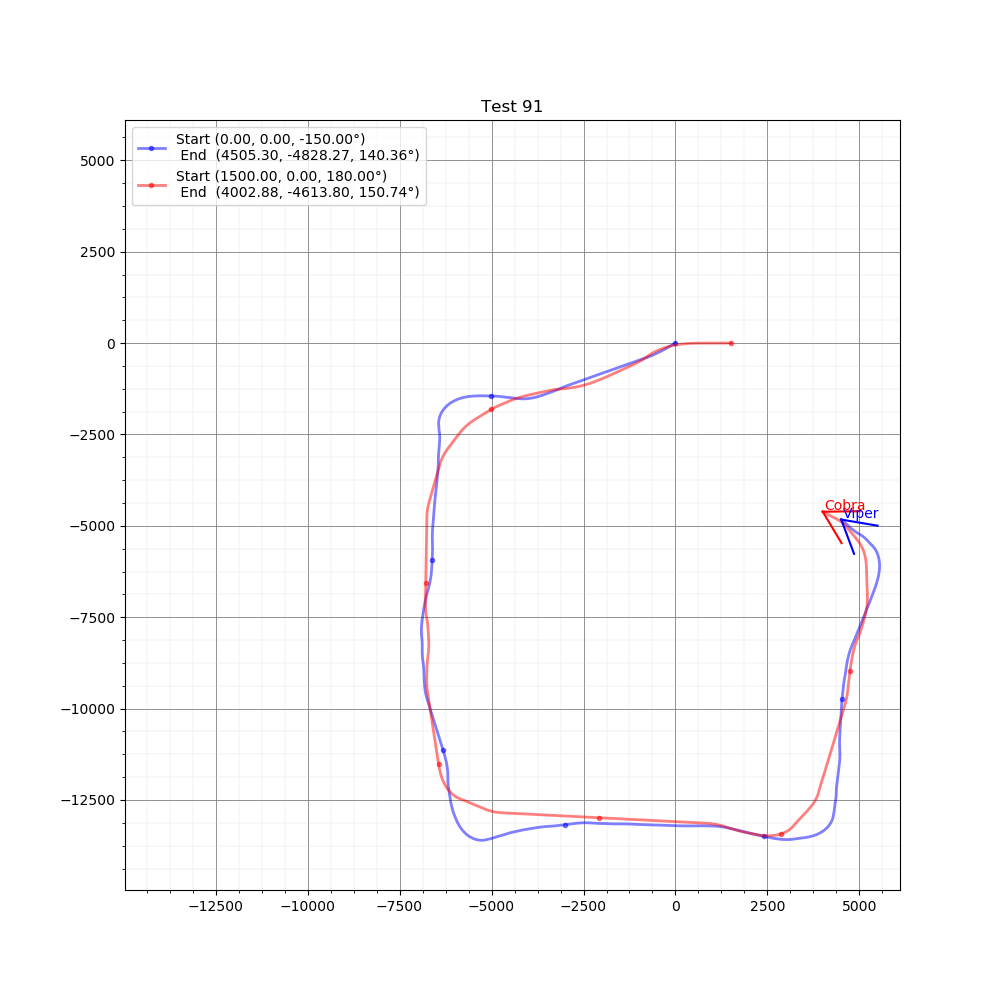 Test 91
Start (0.00, 0.00, -150.00°)
End (4505.30, -4828.27, 140.36°)
Start (1500.00, 0.00, 180.00°)
End (4002.88, -4613.80, 150.74°)
5000
2500
0
−2500
−5000
−7500
−10000
−12500
Cobra
Viper
−12500 −10000 −7500 −5000 −2500 0 2500 5000